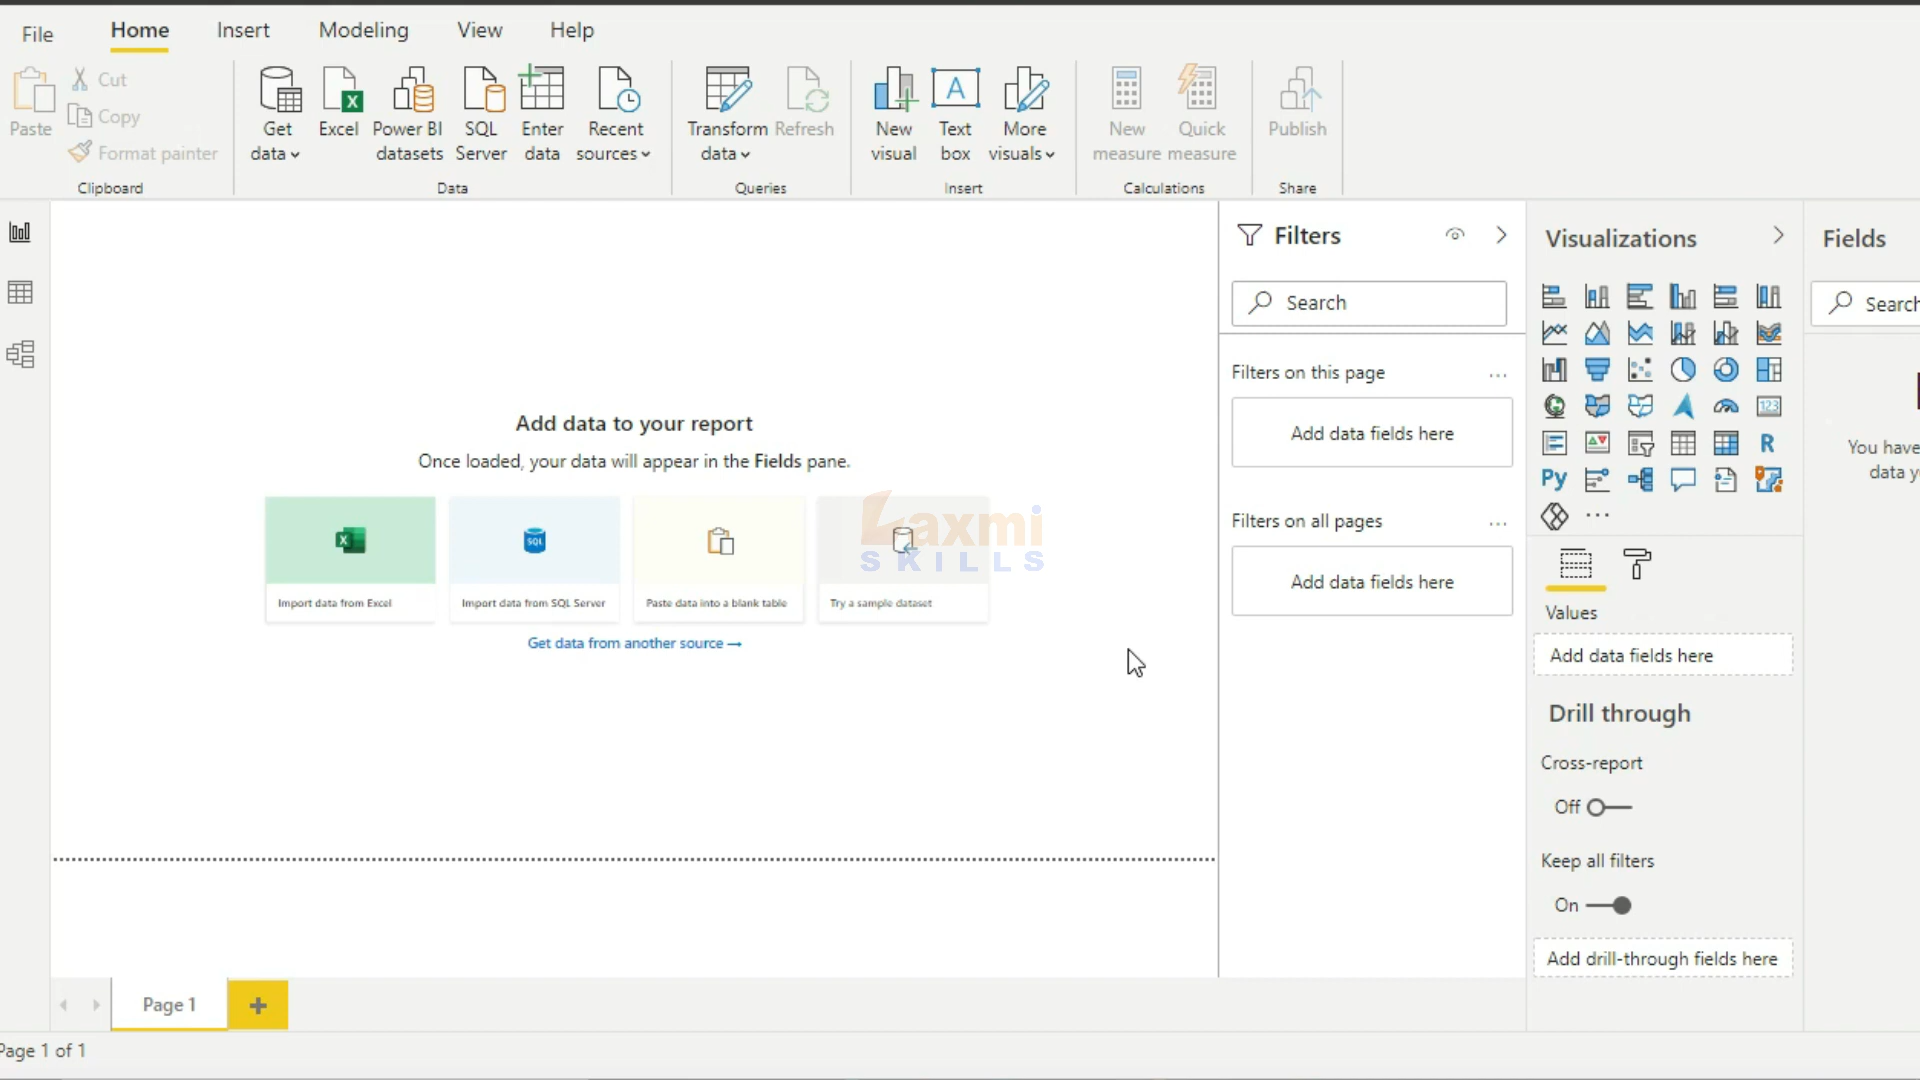 File
Home
Insert
Modeling
View
Help
Paste
Cut
Copy
Format painter
Clipboard
Get
data
Excel
Power BI
datasets
SQL
Server
Enter
data
Recent
sources
Data
Transform
data
Refresh
Queries
New
visual
A
Text
box
More
visuals
Insert
New
measure
Quick
measure
Calculations
Publish
Share
Add data to your report
Once loaded, your data will appear in the Fields pane.
SQL
Import data from Excel
Import data from SQL Server
Paste data into a blank table
Try a sample dataset
Get data from another source →
Laxmi
SKILLS
Filters
Search
Filters on this page
Add data fields here
Filters on all pages
Add data fields here
Visualizations
123
R
Py
Values
Add data fields here
Drill through
Cross-report
Off
Keep all filters
On
Add drill-through fields here
Fields
Search
You have
data
Page 1
Page 1 of 1